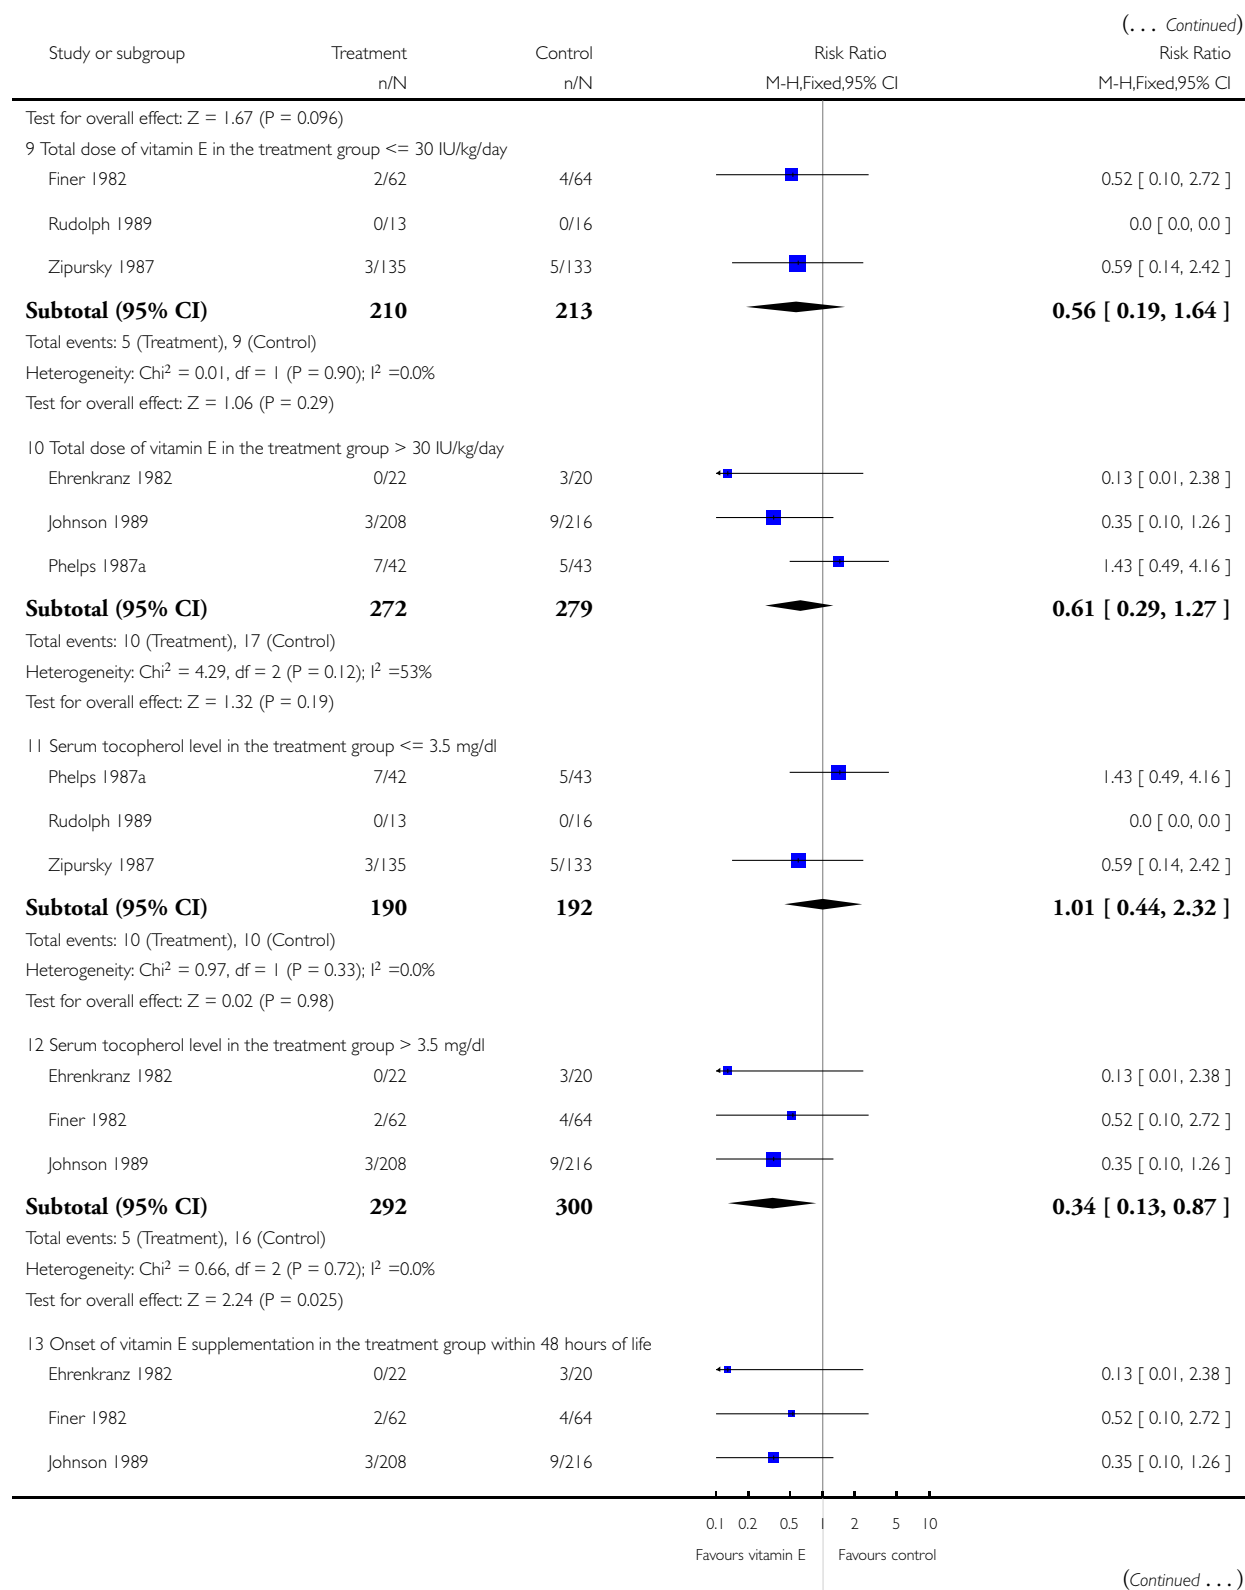 (... Continued)
Study or subgroup Treatment Control Risk Ratio Risk Ratio
n/N n/N M-H,Fixed,95% CI M-H,Fixed,95% CI
Test for overall effect: Z = 1.67 (P = 0.096)
9 Total dose of vitamin E in the treatment group <= 30 IU/kg/day
Finer 1982 2/62 4/64 0.52 [ 0.10, 2.72 ]
Rudolph 1989 0/13 0/16 0.0 [ 0.0, 0.0 ]
Zipursky 1987 3/135 5/133 0.59 [ 0.14, 2.42 ]
Subtotal (95% CI) 210 213 0.56 [ 0.19, 1.64 ]
Total events: 5 (Treatment), 9 (Control)
Heterogeneity: Chi² = 0.01, df = 1 (P = 0.90); I² =0.0%
Test for overall effect: Z = 1.06 (P = 0.29)
10 Total dose of vitamin E in the treatment group > 30 IU/kg/day
Ehrenkranz 1982 0/22 3/20 0.13 [ 0.01, 2.38 ]
Johnson 1989 3/208 9/216 0.35 [ 0.10, 1.26 ]
Phelps 1987a 7/42 5/43 1.43 [ 0.49, 4.16 ]
Subtotal (95% CI) 272 279 0.61 [ 0.29, 1.27 ]
Total events: 10 (Treatment), 17 (Control)
Heterogeneity: Chi² = 4.29, df = 2 (P = 0.12); I² =53%
Test for overall effect: Z = 1.32 (P = 0.19)
11 Serum tocopherol level in the treatment group <= 3.5 mg/dl
Phelps 1987a 7/42 5/43 1.43 [ 0.49, 4.16 ]
Rudolph 1989 0/13 0/16 0.0 [ 0.0, 0.0 ]
Zipursky 1987 3/135 5/133 0.59 [ 0.14, 2.42 ]
Subtotal (95% CI) 190 192 1.01 [ 0.44, 2.32 ]
Total events: 10 (Treatment), 10 (Control)
Heterogeneity: Chi² = 0.97, df = 1 (P = 0.33); I² =0.0%
Test for overall effect: Z = 0.02 (P = 0.98)
12 Serum tocopherol level in the treatment group > 3.5 mg/dl
Ehrenkranz 1982 0/22 3/20 0.13 [ 0.01, 2.38 ]
Finer 1982 2/62 4/64 0.52 [ 0.10, 2.72 ]
Johnson 1989 3/208 9/216 0.35 [ 0.10, 1.26 ]
Subtotal (95% CI) 292 300 0.34 [ 0.13, 0.87 ]
Total events: 5 (Treatment), 16 (Control)
Heterogeneity: Chi² = 0.66, df = 2 (P = 0.72); I² =0.0%
Test for overall effect: Z = 2.24 (P = 0.025)
13 Onset of vitamin E supplementation in the treatment group within 48 hours of life
Ehrenkranz 1982 0/22 3/20 0.13 [ 0.01, 2.38 ]
Finer 1982 2/62 4/64 0.52 [ 0.10, 2.72 ]
Johnson 1989 3/208 9/216 0.35 [ 0.10, 1.26 ]
0.1 0.2 0.5 1 2 5 10
Favours vitamin E Favours control
(Continued ...)